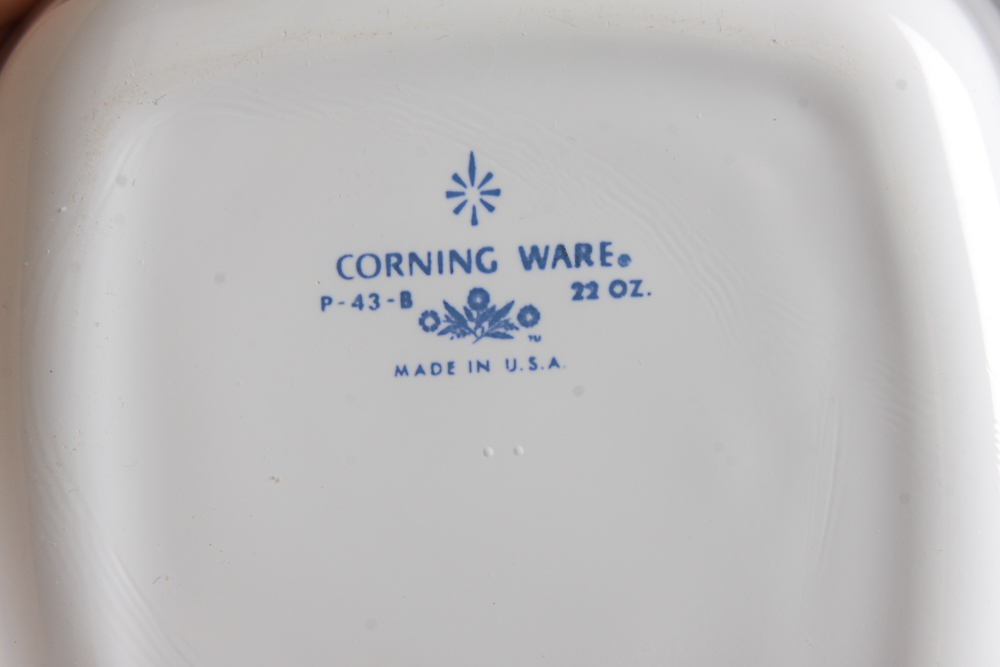 CORNING WARE®
P-43-B 22 OZ.
TM
MADE IN U.S.A.